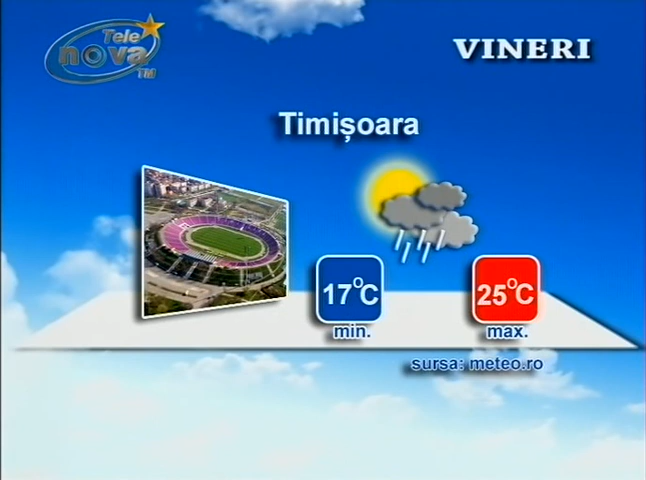 Tele
nova
TM
VINERI
Timișoara
17°C
min.
25°C
max.
sursa: meteo.ro